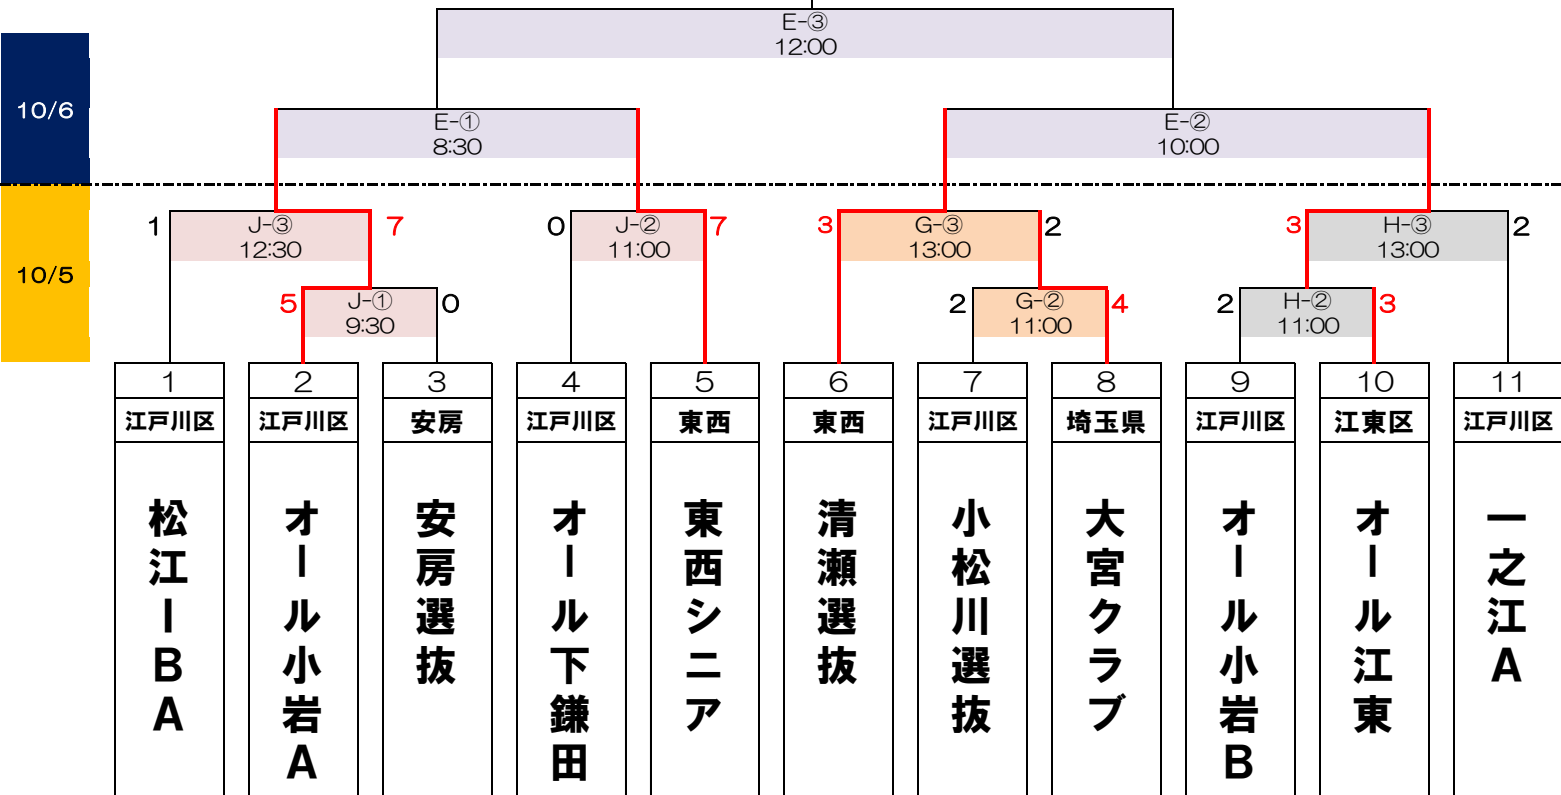 E-③
12:00
10/6
E-①
8:30
E-②
10:00
1
J-③
12:30
7
0
J-②
11:00
7
3
G-③
13:00
2
3
H-③
13:00
2
10/5
5
J-①
9:30
0
2
G-②
11:00
4
2
H-②
11:00
3
1
2
3
4
5
6
7
8
9
10
11
江戸川区
江戸川区
安房
江戸川区
東西
東西
江戸川区
埼玉県
江戸川区
江東区
江戸川区
松江ーBA
オール小岩A
安房選抜
オール下鎌田
東西シニア
清瀬選抜
小松川選抜
大宮クラブ
オール小岩B
オール江東
一之江A